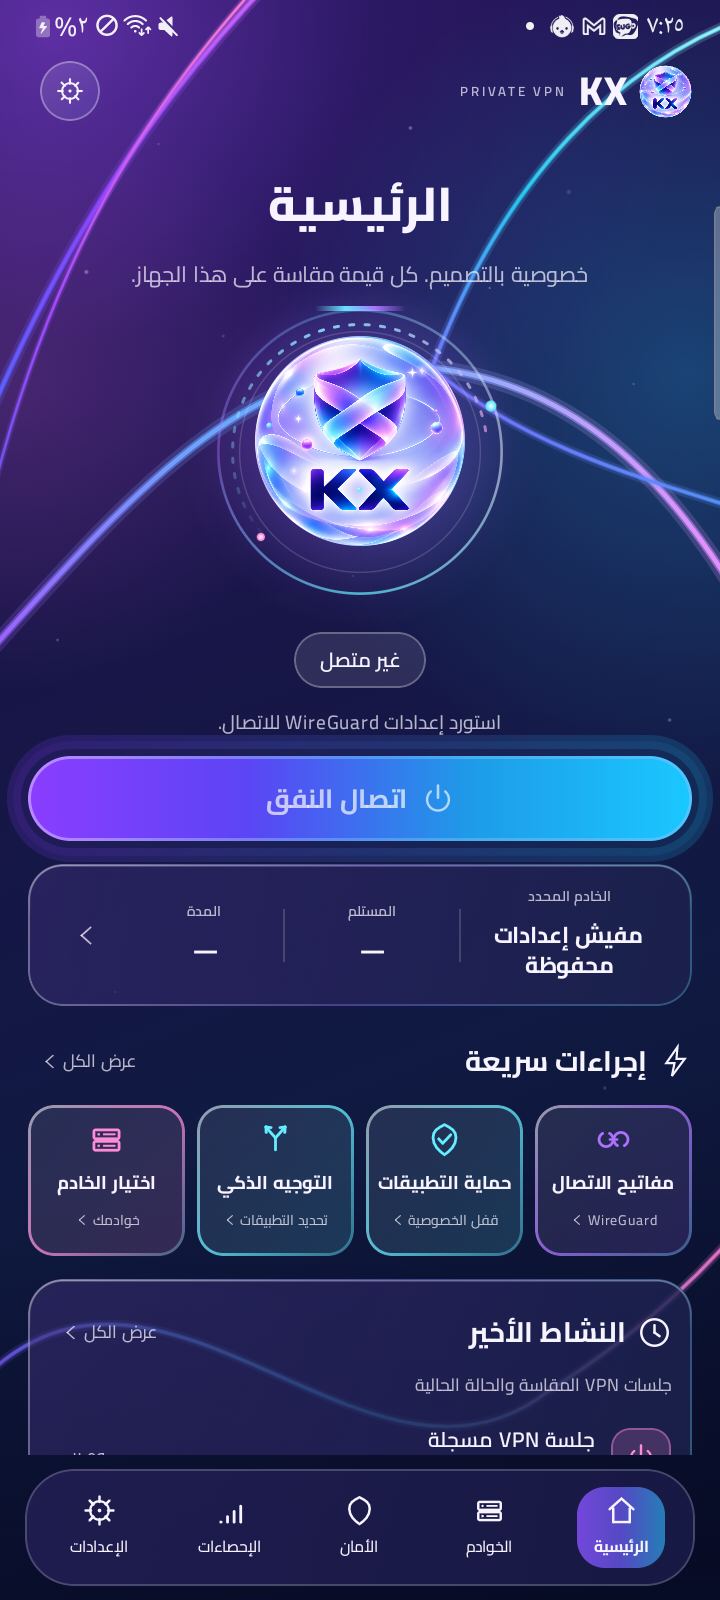 ٧:٢٥
%٢
KX PRIVATE VPN
الرئيسية
خصوصية بالتصميم. كل قيمة مقاسة على هذا الجهاز.
KX
غير متصل
استورد إعدادات WireGuard للاتصال.
اتصال النفق
الخادم المحدد
مفيش إعدادات
محفوظة
المستلم
—
المدة
—
إجراءات سريعة
عرض الكل
مفاتيح الاتصال
WireGuard
حماية التطبيقات
قفل الخصوصية
التوجيه الذكي
تحديد التطبيقات
اختيار الخادم
خوادمك
النشاط الأخير
عرض الكل
جلسات VPN المقاسة والحالة الحالية
جلسة VPN مسجلة
الرئيسية
الخوادم
الأمان
الإحصاءات
الإعدادات